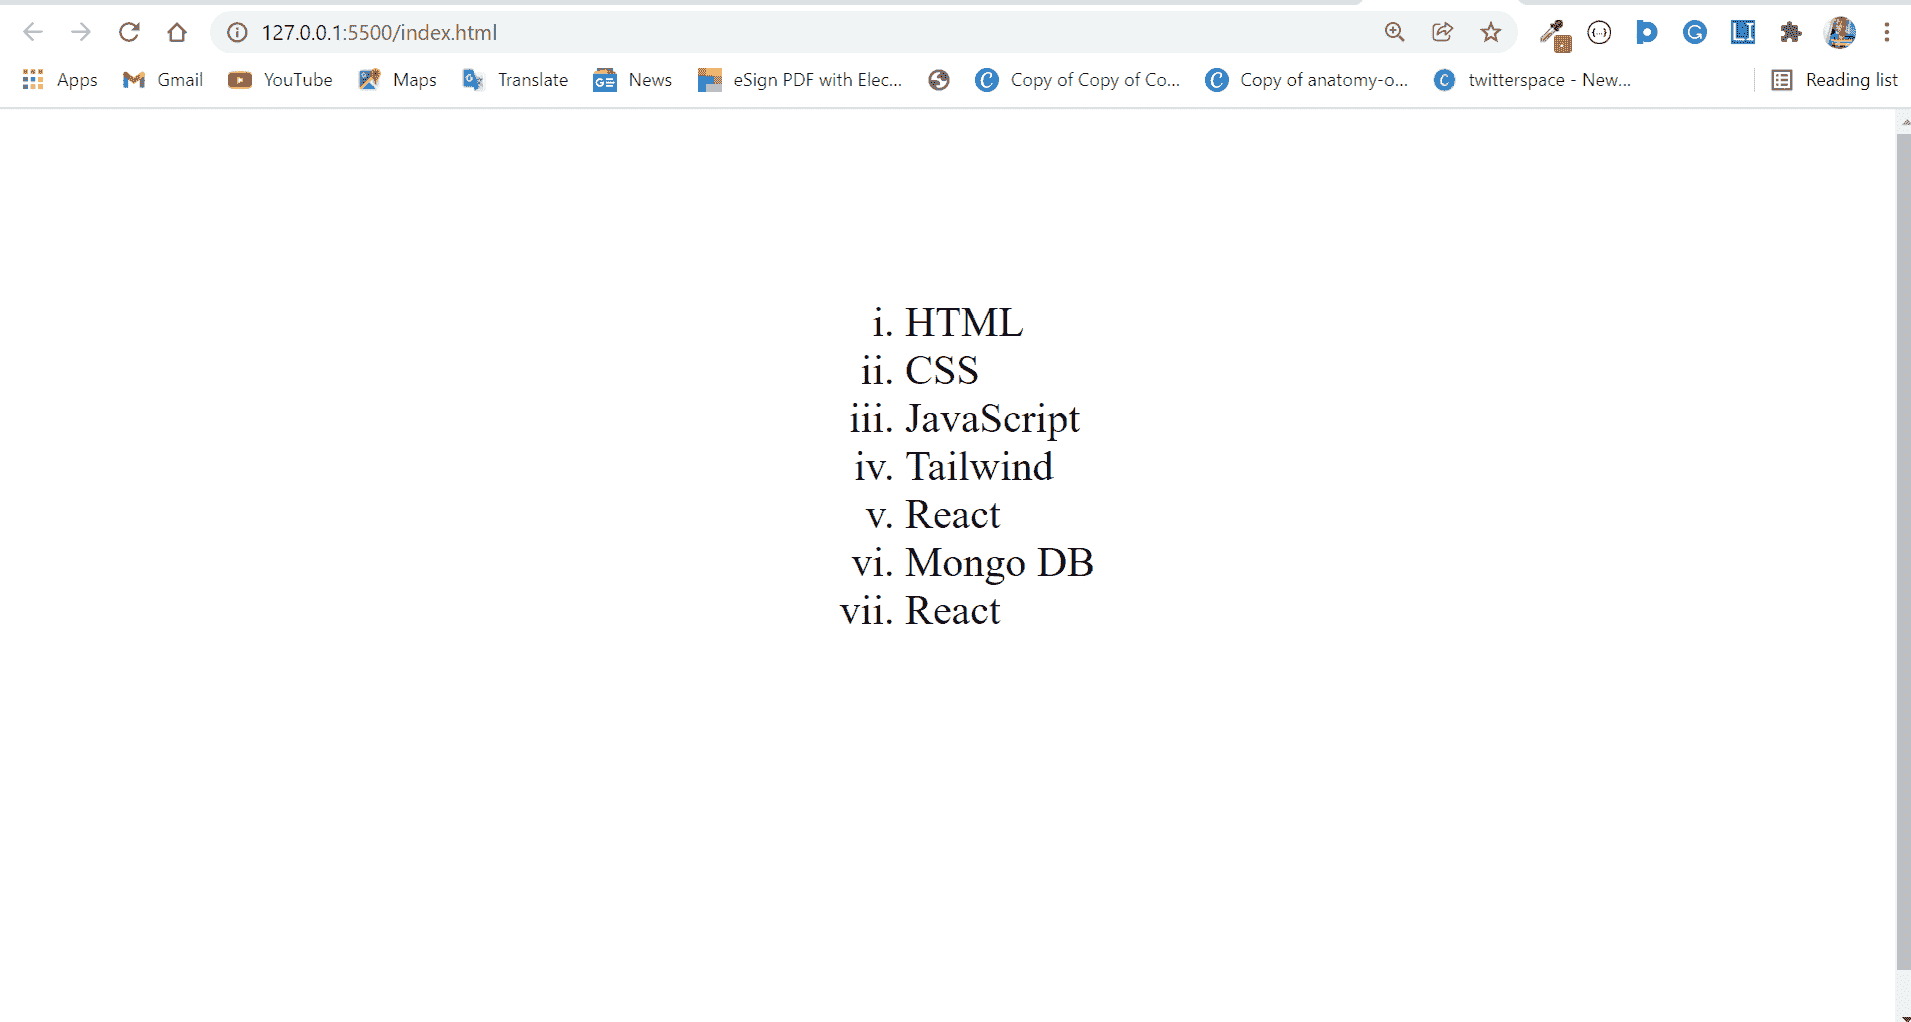 127.0.0.1:5500/index.html
Apps Gmail YouTube Maps Translate News eSign PDF with Elec... Copy of Copy of Co... Copy of anatomy-o... twitterspace - New... Reading list
i. HTML
ii. CSS
iii. JavaScript
iv. Tailwind
v. React
vi. Mongo DB
vii. React